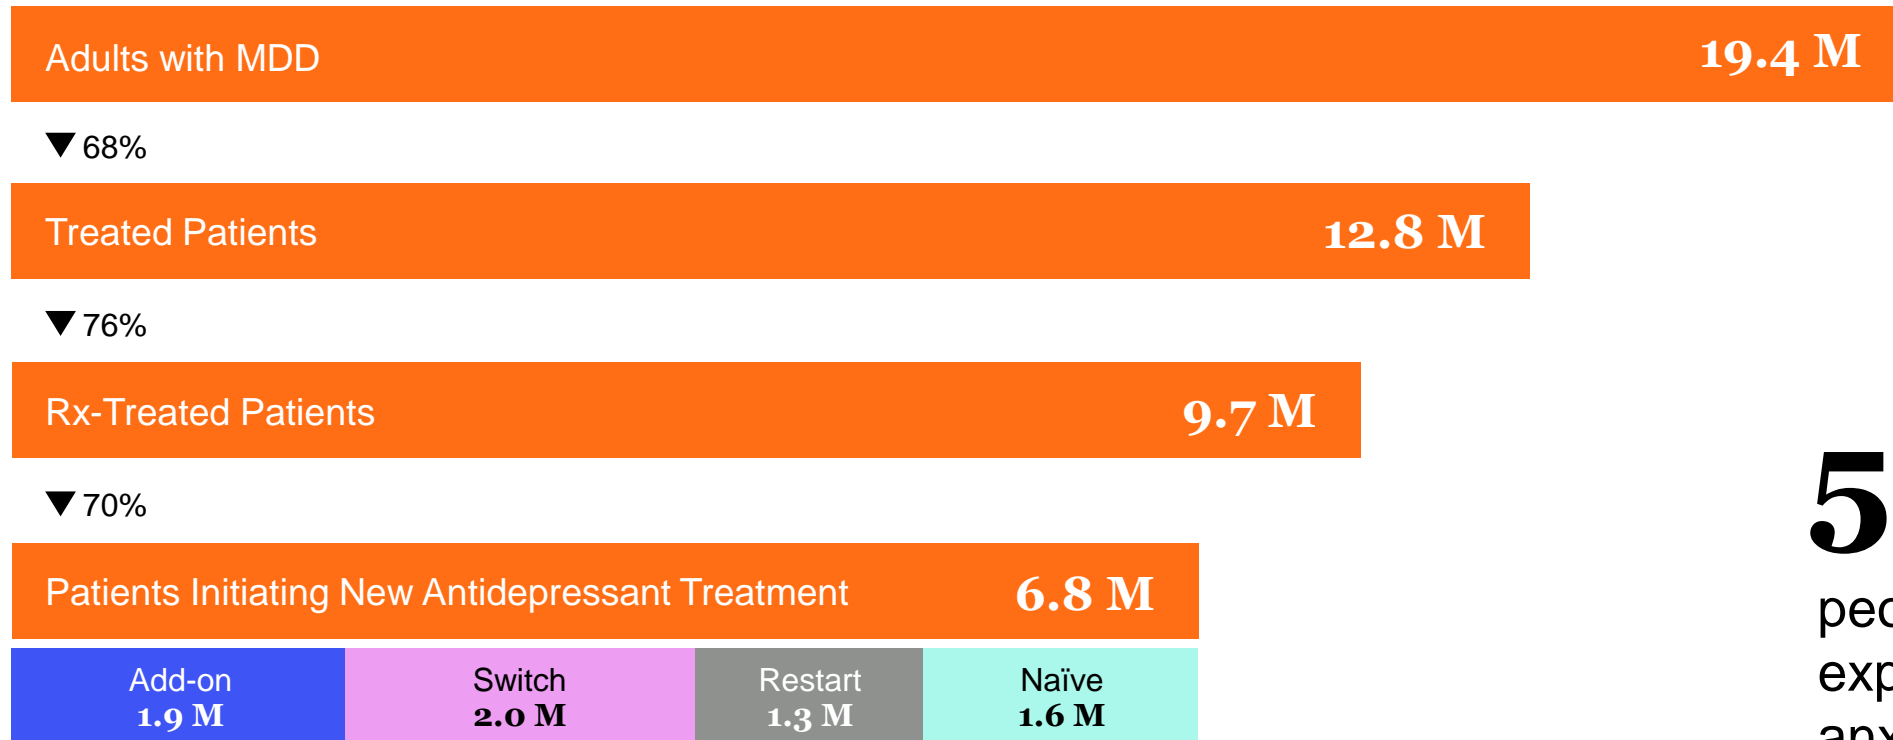 Adults with MDD 19.4 M
▼ 68%
Treated Patients 12.8 M
▼ 76%
Rx-Treated Patients 9.7 M
▼ 70%
Patients Initiating New Antidepressant Treatment 6.8 M
Add-on
1.9 M
Switch
2.0 M
Restart
1.3 M
Naïve
1.6 M
5